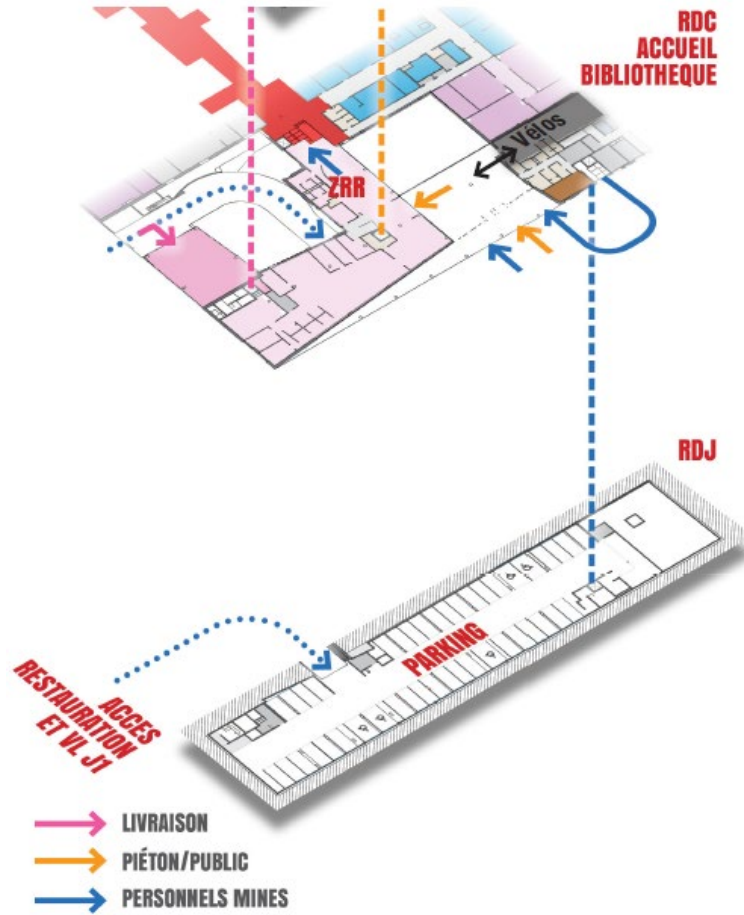 RDC
ACCUEIL
BIBLIOTHEQUE
Vélos
ZRR
RDJ
PARKING
ACCES
RESTAURATION
ET VL J1
LIVRAISON
PIÉTON/PUBLIC
PERSONNELS MINES